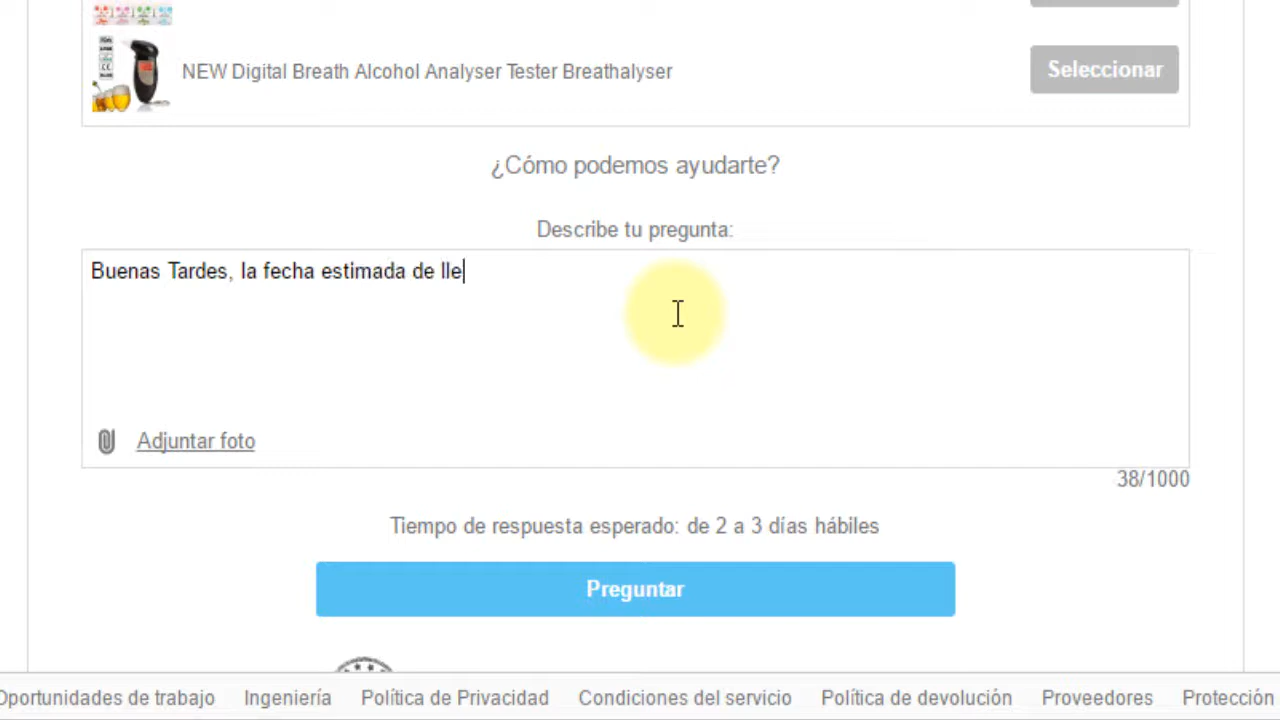 NEW Digital Breath Alcohol Analyser Tester Breathalyser
Seleccionar
¿Cómo podemos ayudarte?
Describe tu pregunta:
Buenas Tardes, la fecha estimada de lle
Adjuntar foto
38/1000
Tiempo de respuesta esperado: de 2 a 3 días hábiles
Preguntar
Oportunidades de trabajo Ingeniería Política de Privacidad Condiciones del servicio Política de devolución Proveedores Protección